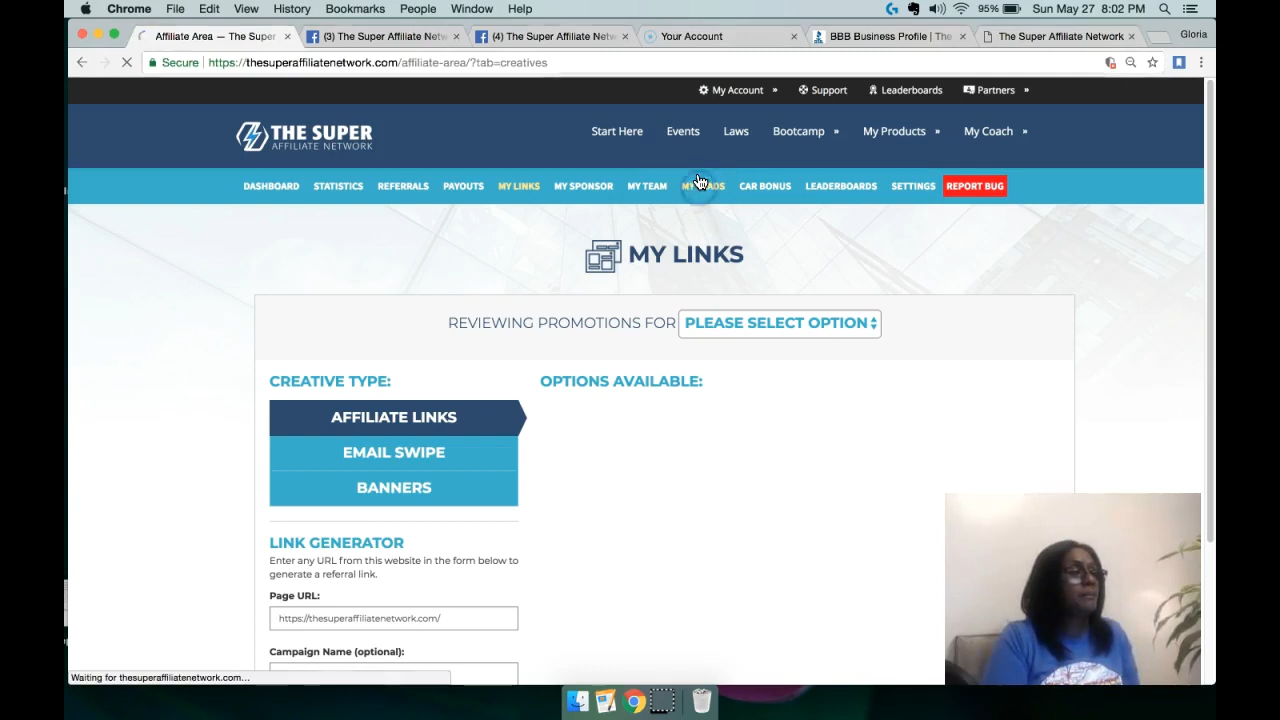 Chrome File Edit View History Bookmarks People Window Help 95% Sun May 27 8:02 PM
Affiliate Area — The Super × (3) The Super Affiliate Netw × (4) The Super Affiliate Netw × Your Account × BBB Business Profile | The × The Super Affiliate Network × Gloria
Secure https://thesuperaffiliatenetwork.com/affiliate-area/?tab=creatives
My Account » Support Leaderboards Partners »
THE SUPER
AFFILIATE NETWORK
Start Here Events Laws Bootcamp » My Products » My Coach »
DASHBOARD STATISTICS REFERRALS PAYOUTS MY LINKS MY SPONSOR MY TEAM CAR BONUS LEADERBOARDS SETTINGS REPORT BUG
MY LINKS
REVIEWING PROMOTIONS FOR PLEASE SELECT OPTION
CREATIVE TYPE: OPTIONS AVAILABLE:
AFFILIATE LINKS
EMAIL SWIPE
BANNERS
LINK GENERATOR
Enter any URL from this website in the form below to
generate a referral link.
Page URL:
https://thesuperaffiliatenetwork.com/
Campaign Name (optional):
Waiting for thesuperaffiliatenetwork.com...